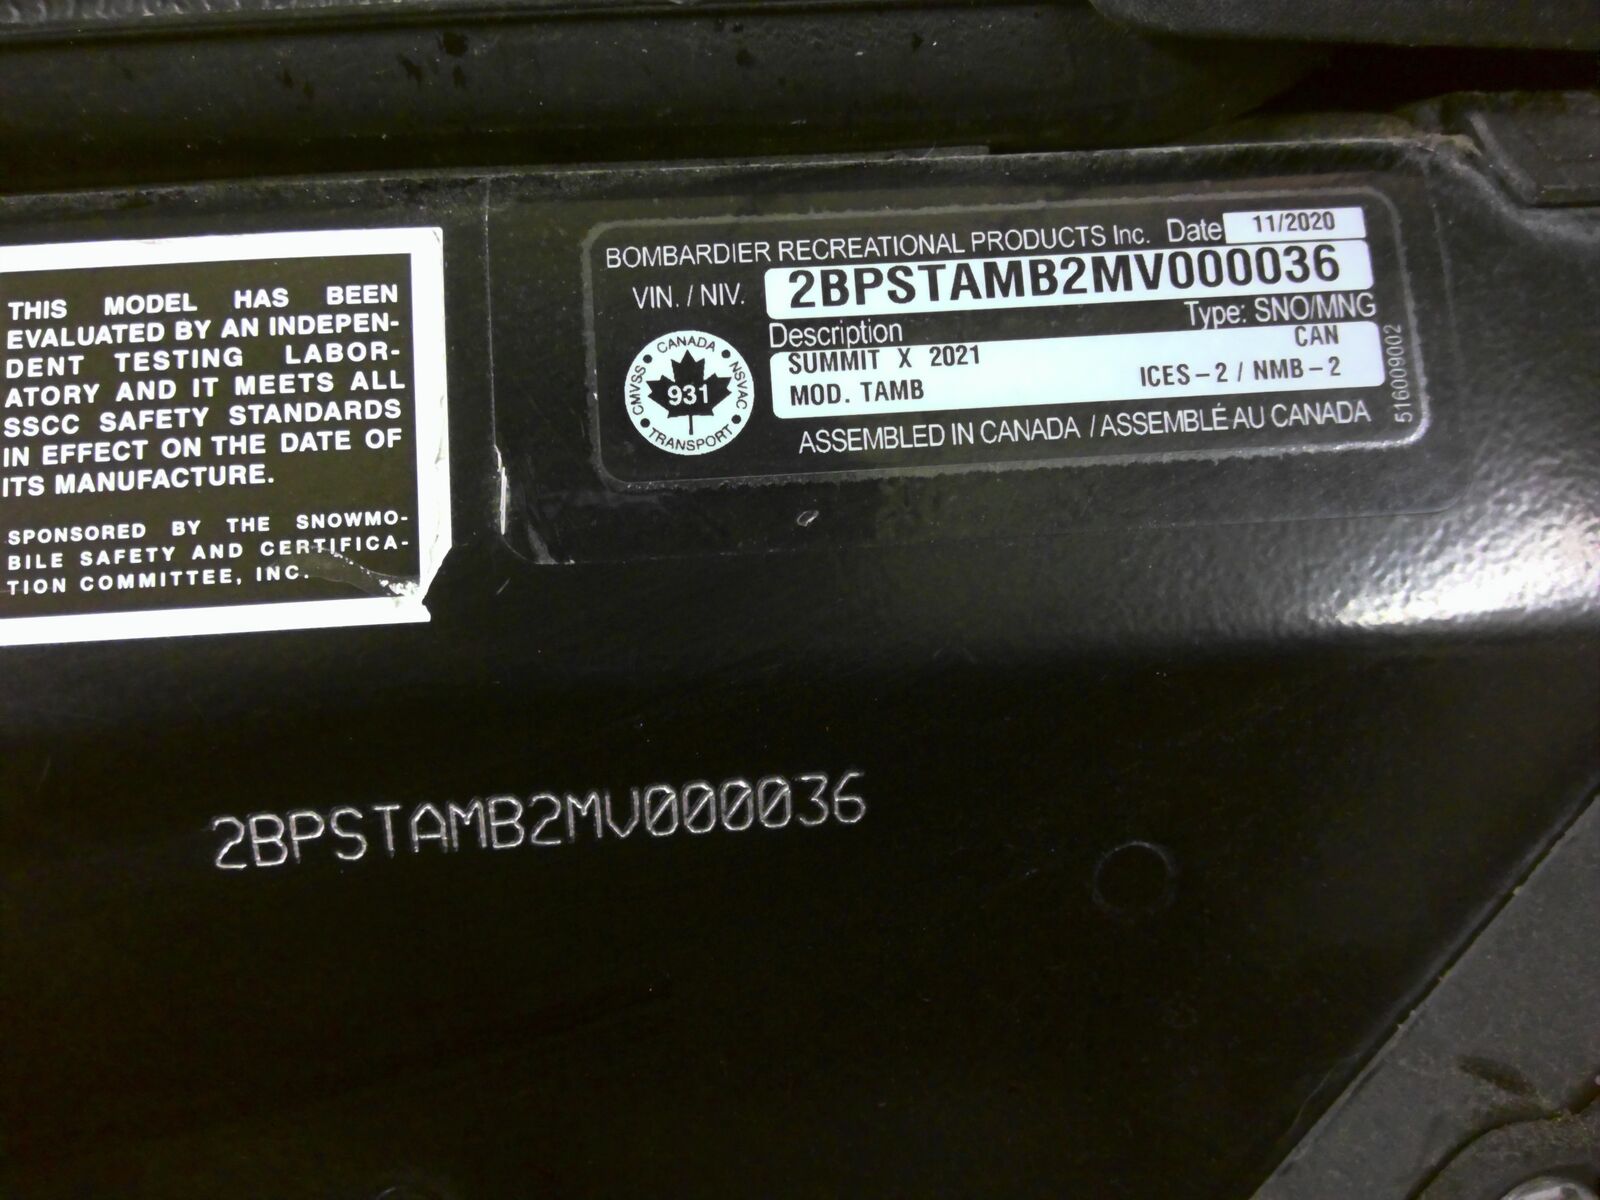 THIS MODEL HAS BEEN
EVALUATED BY AN INDEPEN-
DENT TESTING LABOR-
ATORY AND IT MEETS ALL
SSCC SAFETY STANDARDS
IN EFFECT ON THE DATE OF
ITS MANUFACTURE.
SPONSORED BY THE SNOWMO-
BILE SAFETY AND CERTIFICA-
TION COMMITTEE, INC.
BOMBARDIER RECREATIONAL PRODUCTS Inc. Date 11/2020
VIN. / NIV. 2BPSTAMB2MV000036
Description Type: SNO/MNG
SUMMIT X 2021 CAN
MOD. TAMB ICES-2 / NMB-2
ASSEMBLED IN CANADA / ASSEMBLÉ AU CANADA
516009002
CANADA
CMVSS 931 NSVAC
TRANSPORT
2BPSTAMB2MV000036